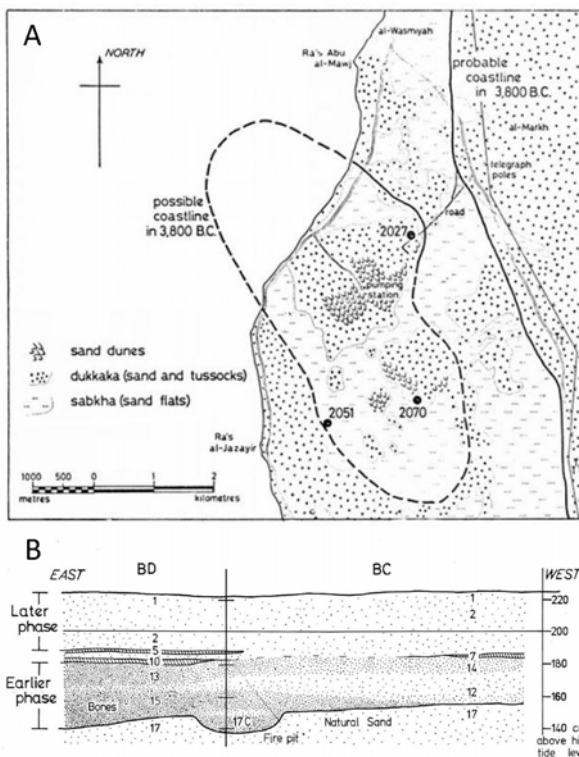 A
NORTH
al-Wasmiyah
Ra's Abu
al-Mawj
probable
coastline
in 3,800 B.C.
al-Markh
telegraph
poles
possible
coastline
in 3,800 B.C.
2027
road
pumping
station
sand dunes
dukkaka (sand and tussocks)
sabkha (sand flats)
2051
2070
Ra's
al-Jazayir
1000 500 0 1 2
metres kilometres
B
EAST BD BC WEST
Later
phase
Earlier
phase
1 1
2
220
2
200
5 7
10 14
180
13
12
15
160
Bones
17 17 C 17
Natural Sand
Fire pit
140 c
above hi
tide lev